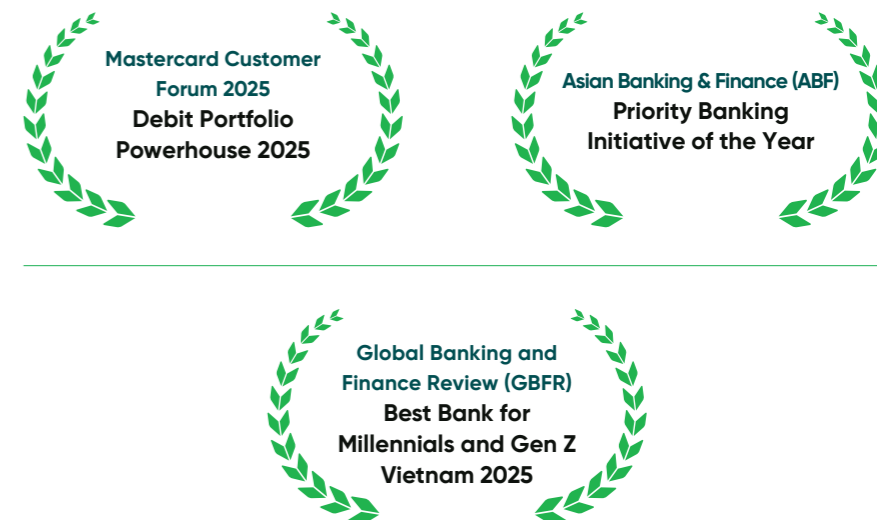 Mastercard Customer
Forum 2025
Debit Portfolio
Powerhouse 2025
Asian Banking & Finance (ABF)
Priority Banking
Initiative of the Year
Global Banking and
Finance Review (GBFR)
Best Bank for
Millennials and Gen Z
Vietnam 2025